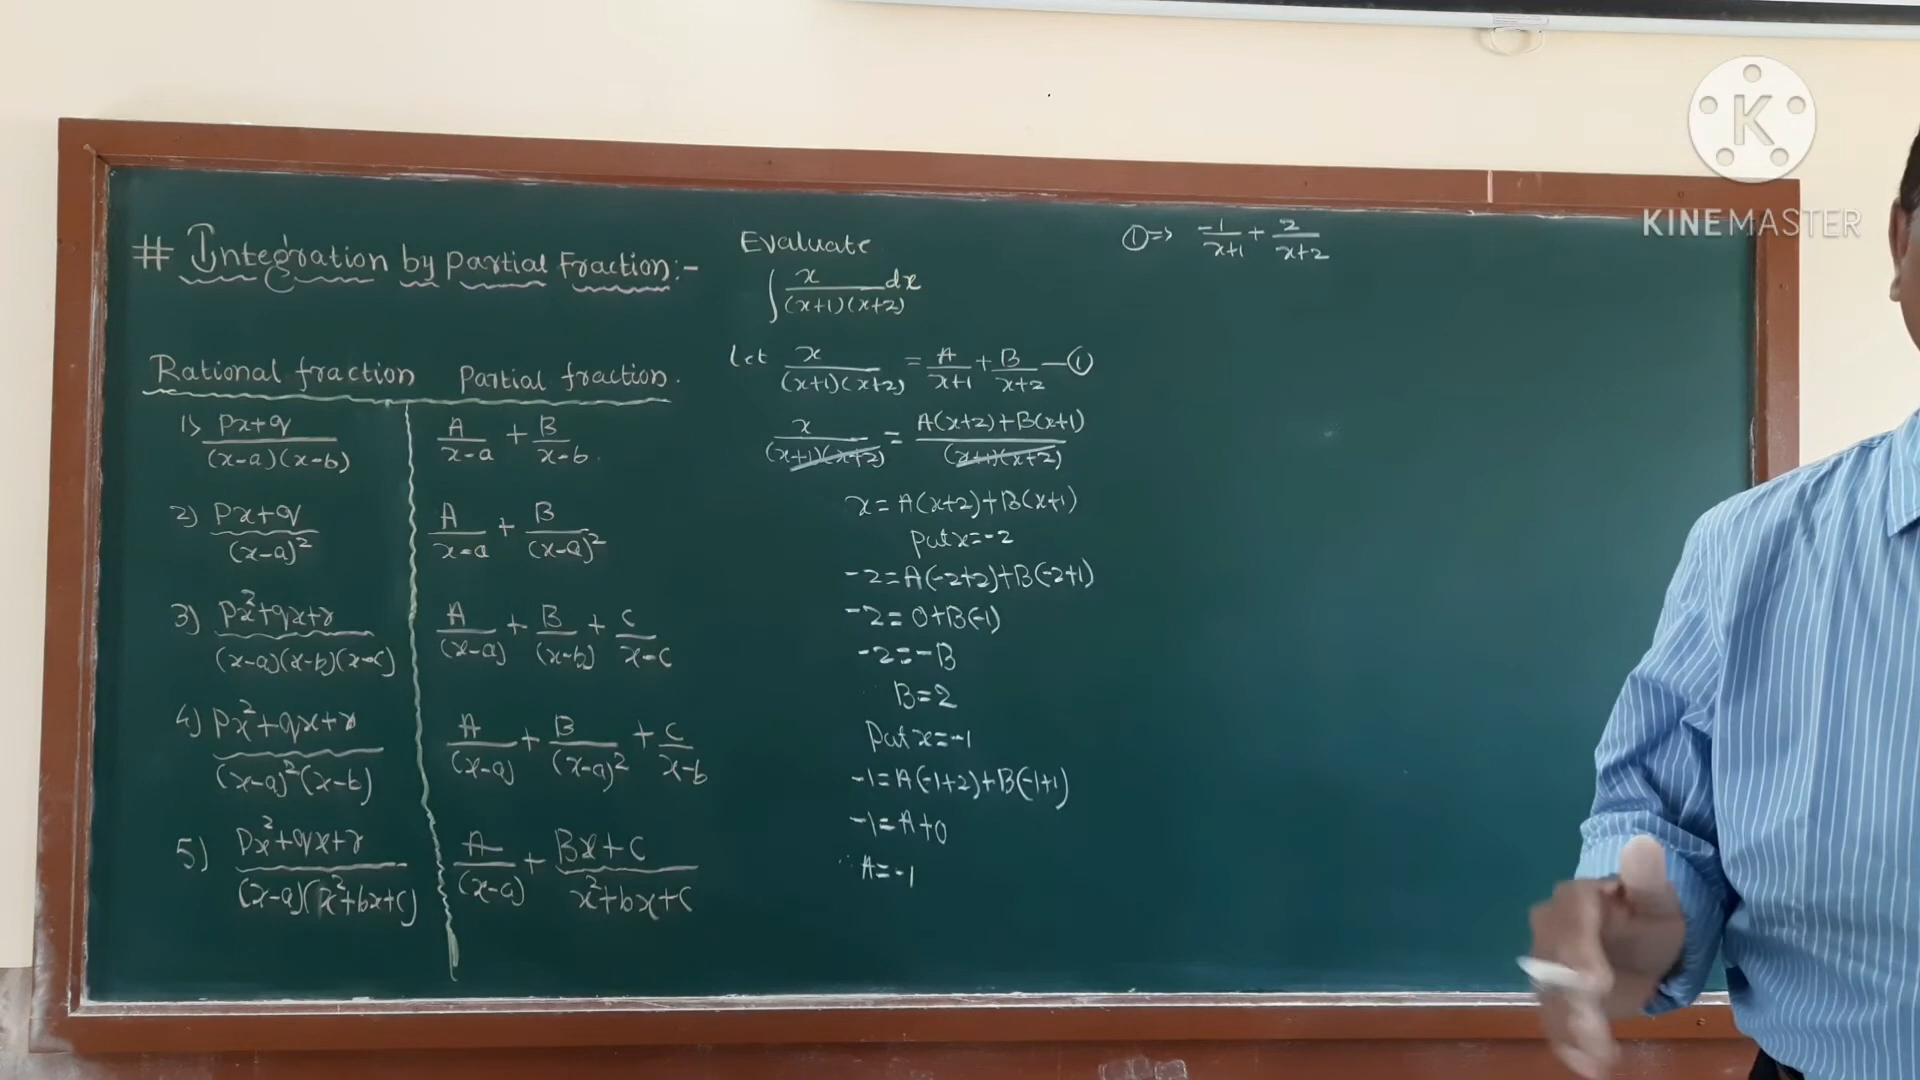 # Integration by Partial Fraction:-
Rational fraction Partial fraction.
1) px+q/(x-a)(x-b) A/x-a + B/x-b
2) px+q/(x-a)² A/x-a + B/(x-a)²
3) px²+qx+r/(x-a)(x-b)(x-c) A/(x-a) + B/(x-b) + C/x-c
4) px²+qx+r/(x-a)²(x-b) A/(x-a) + B/(x-a)² + C/x-b
5) px²+qx+r/(x-a)(x²+bx+c) A/(x-a) + Bx+C/x²+bx+c
Evaluate
∫ x/(x+1)(x+2) dx
Let x/(x+1)(x+2) = A/x+1 + B/x+2 — ①
x/(x+1)(x+2) = A(x+2)+B(x+1)/(x+1)(x+2)
x = A(x+2)+B(x+1)
put x=-2
-2=A(-2+2)+B(-2+1)
-2= 0+B(-1)
-2=-B
B=2
Put x=-1
-1=A(-1+2)+B(-1+1)
-1=A+0
∴ A=-1
①⇒ -1/x+1 + 2/x+2
KINEMASTER